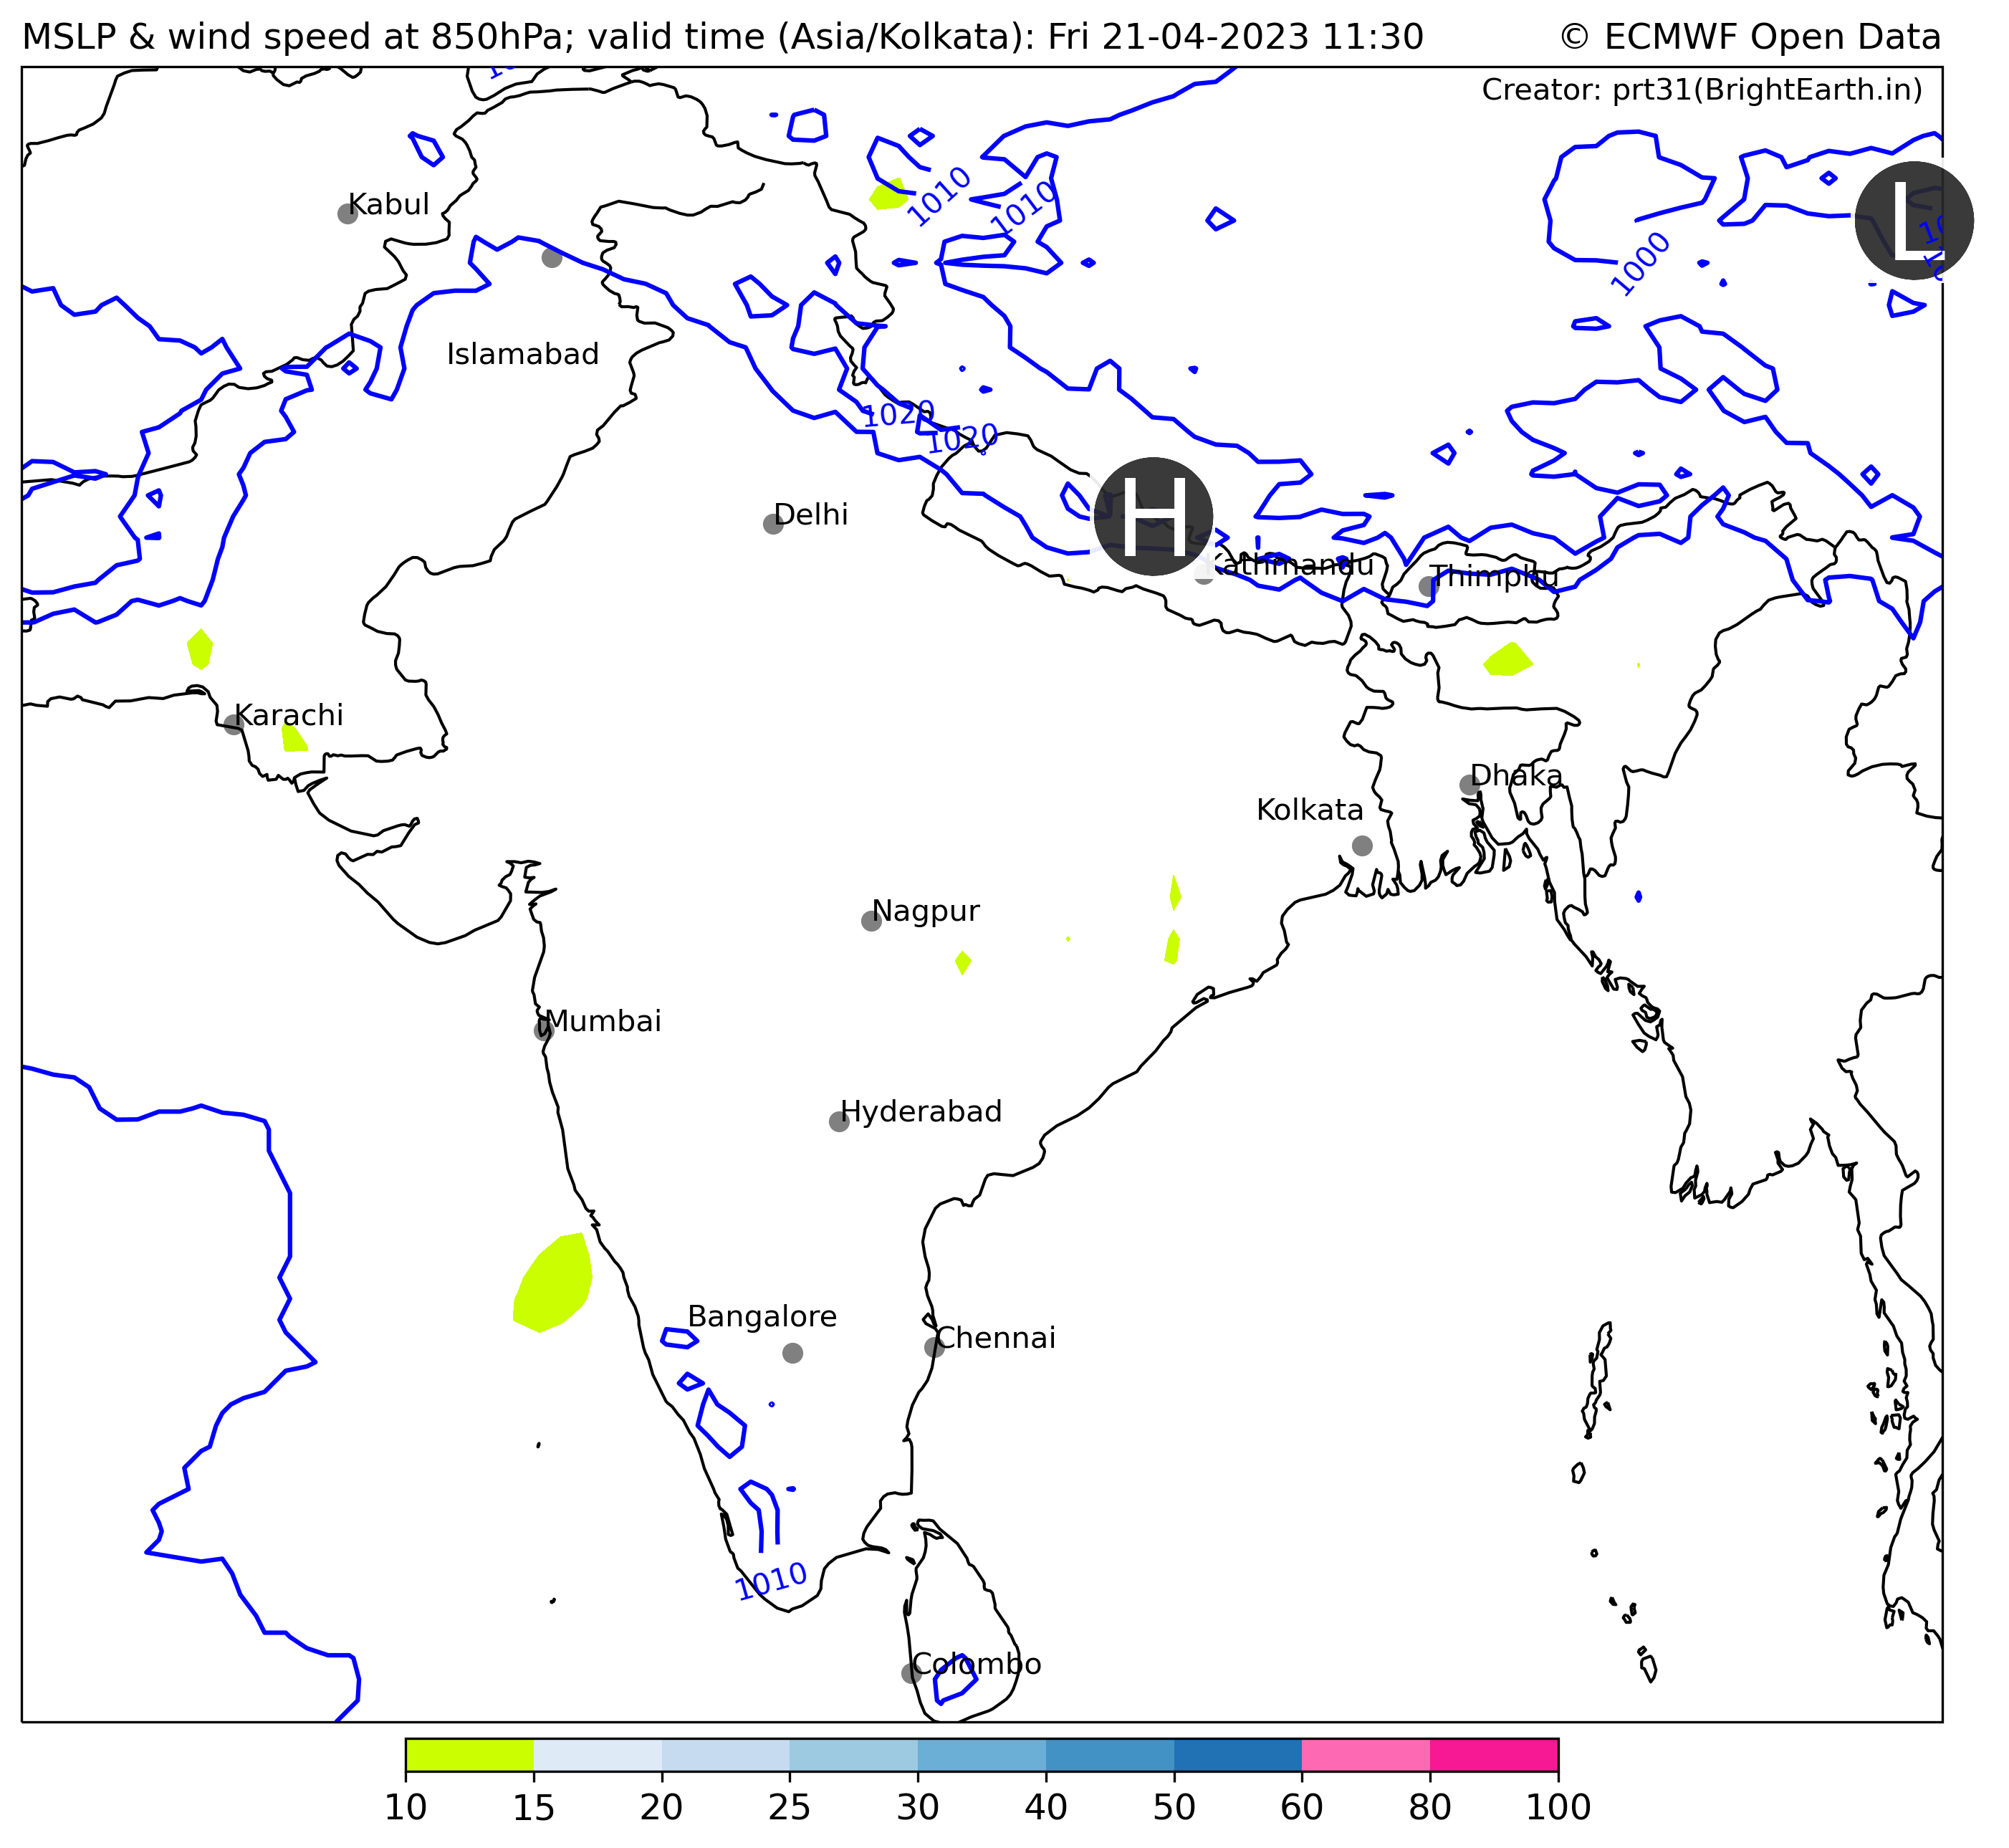 MSLP & wind speed at 850hPa; valid time (Asia/Kolkata): Fri 21-04-2023 11:30 © ECMWF Open Data
Creator: prt31(BrightEarth.in)
Kabul
1010
1010
L
1000
Islamabad
1020
1020
Delhi
H
Kathmandu
Thimphu
Karachi
Dhaka
Kolkata
Nagpur
Mumbai
Hyderabad
Bangalore
Chennai
1010
Colombo
10 15 20 25 30 40 50 60 80 100